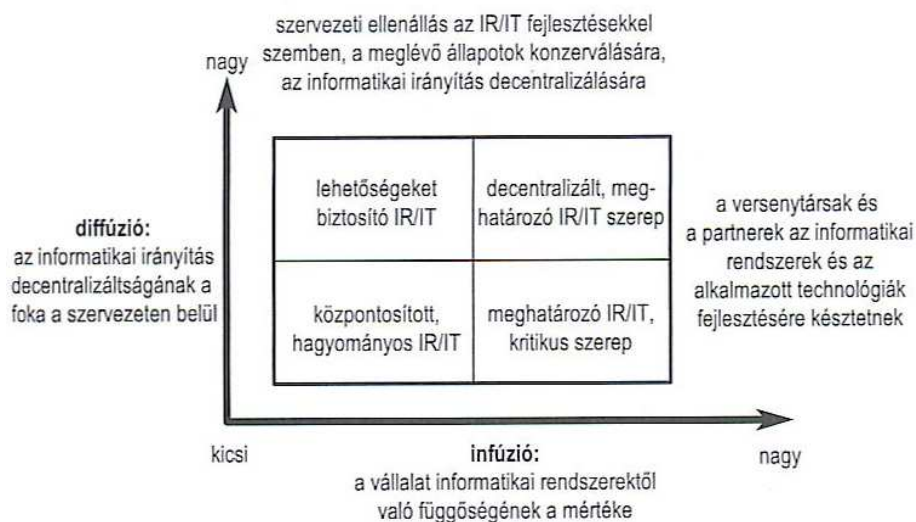 szervezeti ellenállás az IR/IT fejlesztésekkel
szemben, a meglévő állapotok konzerválására,
az informatikai irányítás decentralizálására
nagy
lehetőségeket
biztosító IR/IT
decentralizált, meg-
határozó IR/IT szerep
diffúzió:
az informatikai irányítás
decentralizáltságának a
foka a szervezeten belül
a versenytársak és
a partnerek az informatikai
rendszerek és az
alkalmazott technológiák
fejlesztésére késztetnek
központosított,
hagyományos IR/IT
meghatározó IR/IT,
kritikus szerep
kicsi
infúzió:
a vállalat informatikai rendszerektől
való függőségének a mértéke
nagy